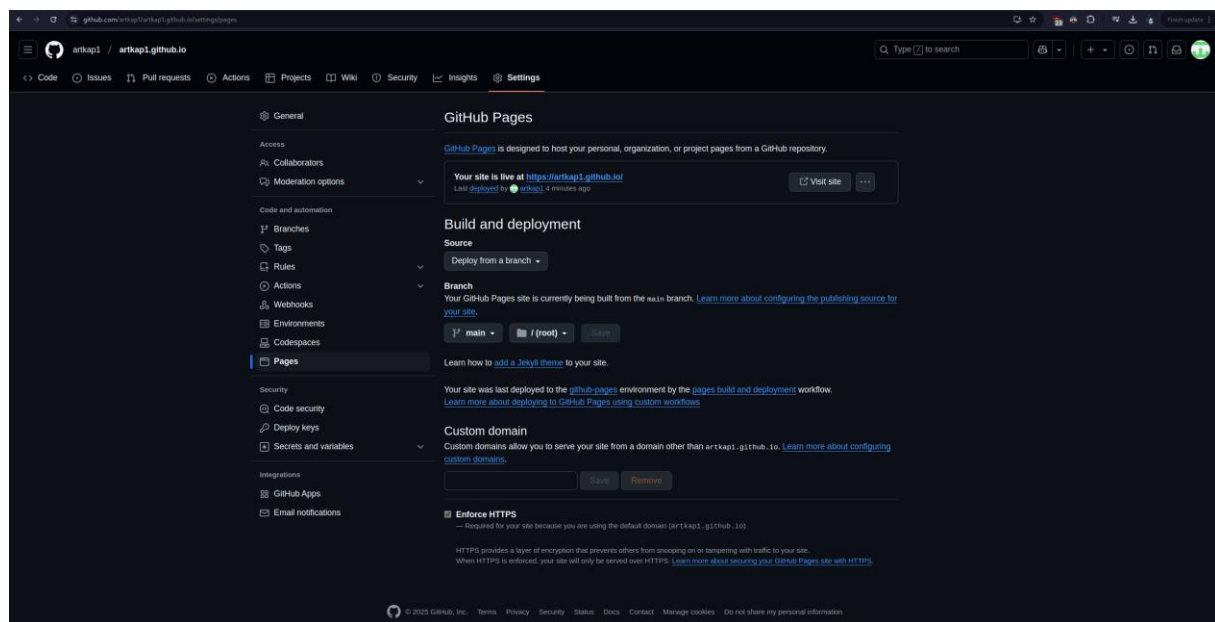 github.com/artkap1/artkap1.github.io/settings/pages
Finish update
artkap1 / artkap1.github.io
Type / to search
Code Issues Pull requests Actions Projects Wiki Security Insights Settings
General
Access
Collaborators
Moderation options
Code and automation
Branches
Tags
Rules
Actions
Webhooks
Environments
Codespaces
Pages
Security
Code security
Deploy keys
Secrets and variables
Integrations
GitHub Apps
Email notifications
GitHub Pages
GitHub Pages is designed to host your personal, organization, or project pages from a GitHub repository.
Your site is live at https://artkap1.github.io/
Last deployed by artkap1 4 minutes ago
Visit site
Build and deployment
Source
Deploy from a branch
Branch
Your GitHub Pages site is currently being built from the main branch. Learn more about configuring the publishing source for
your site.
main / (root) Save
Learn how to add a Jekyll theme to your site.
Your site was last deployed to the github-pages environment by the pages build and deployment workflow.
Learn more about deploying to GitHub Pages using custom workflows
Custom domain
Custom domains allow you to serve your site from a domain other than artkap1.github.io. Learn more about configuring
custom domains.
Save Remove
Enforce HTTPS
— Required for your site because you are using the default domain (artkap1.github.io)
HTTPS provides a layer of encryption that prevents others from snooping on or tampering with traffic to your site.
When HTTPS is enforced, your site will only be served over HTTPS. Learn more about securing your GitHub Pages site with HTTPS.
© 2025 GitHub, Inc. Terms Privacy Security Status Docs Contact Manage cookies Do not share my personal information